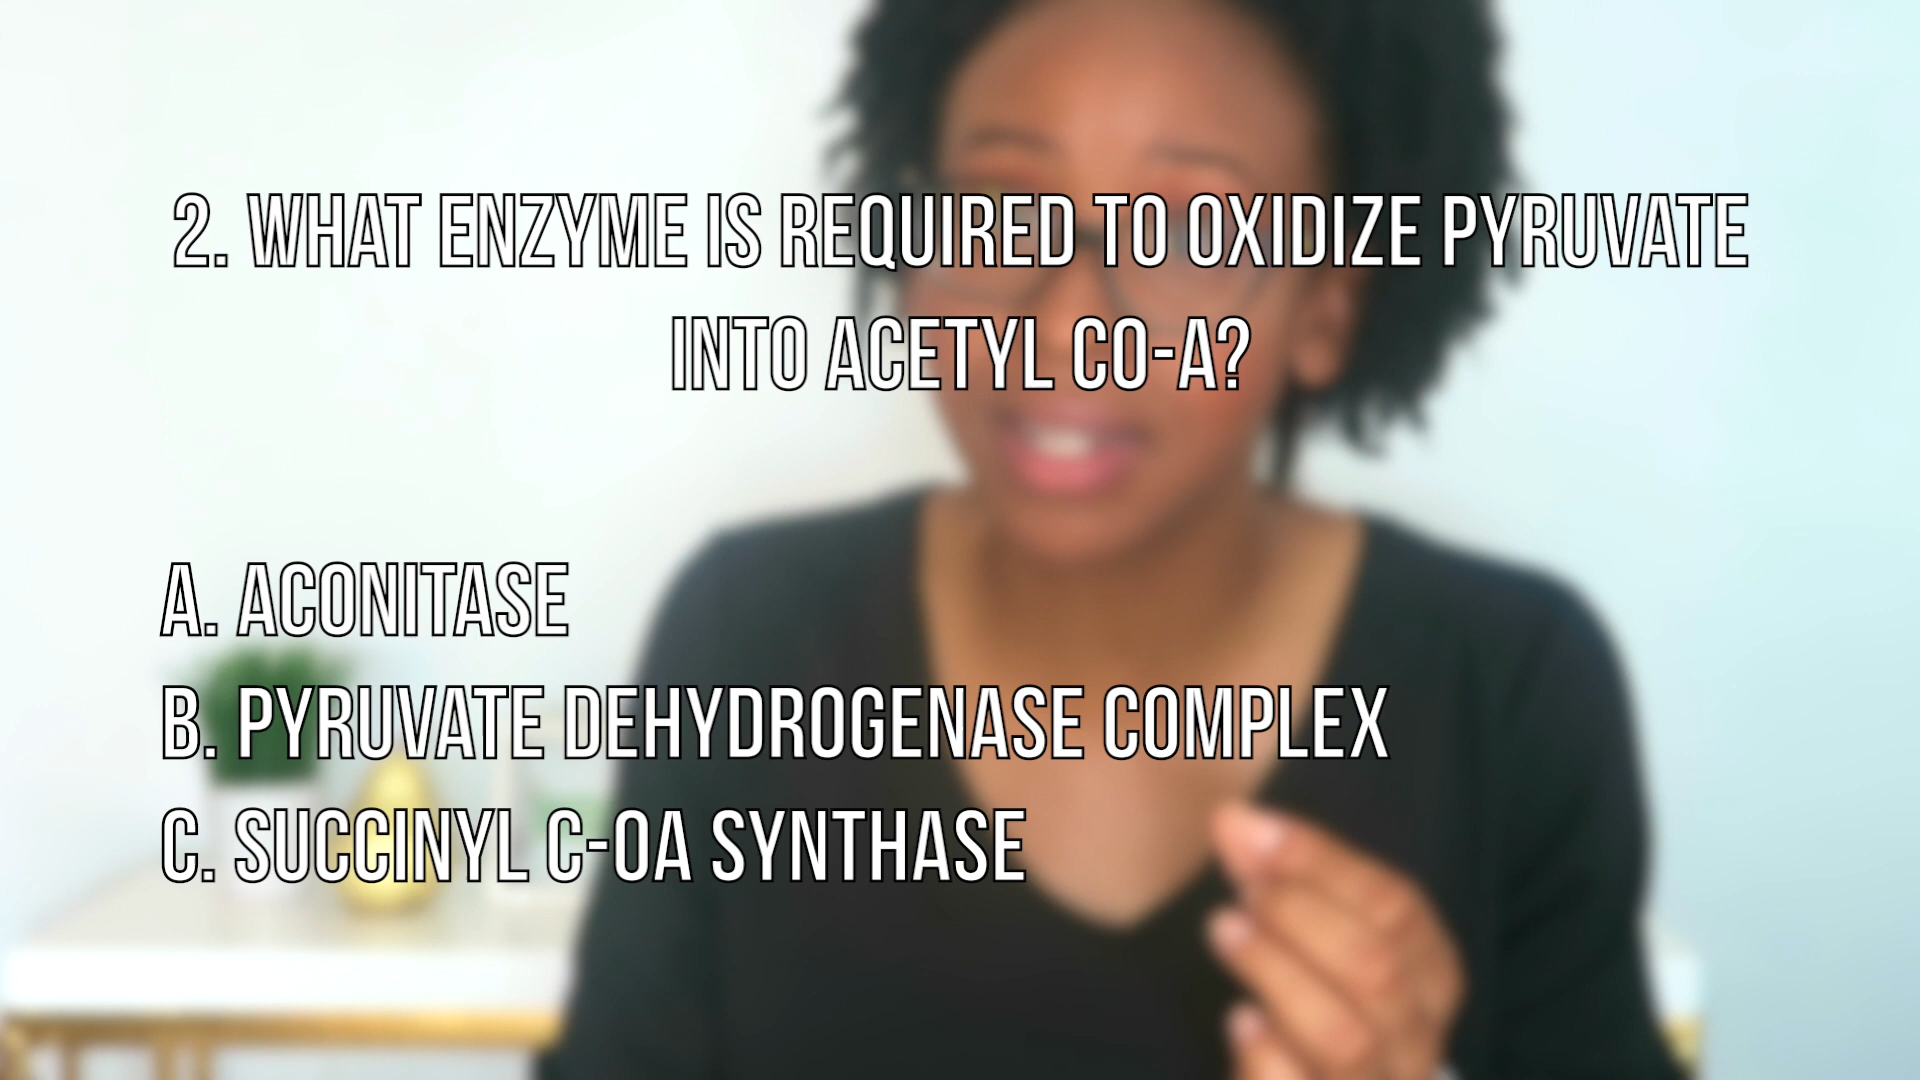 2. WHAT ENZYME IS REQUIRED TO OXIDIZE PYRUVATE
INTO ACETYL CO-A?
A. ACONITASE
B. PYRUVATE DEHYDROGENASE COMPLEX
C. SUCCINYL C-OA SYNTHASE